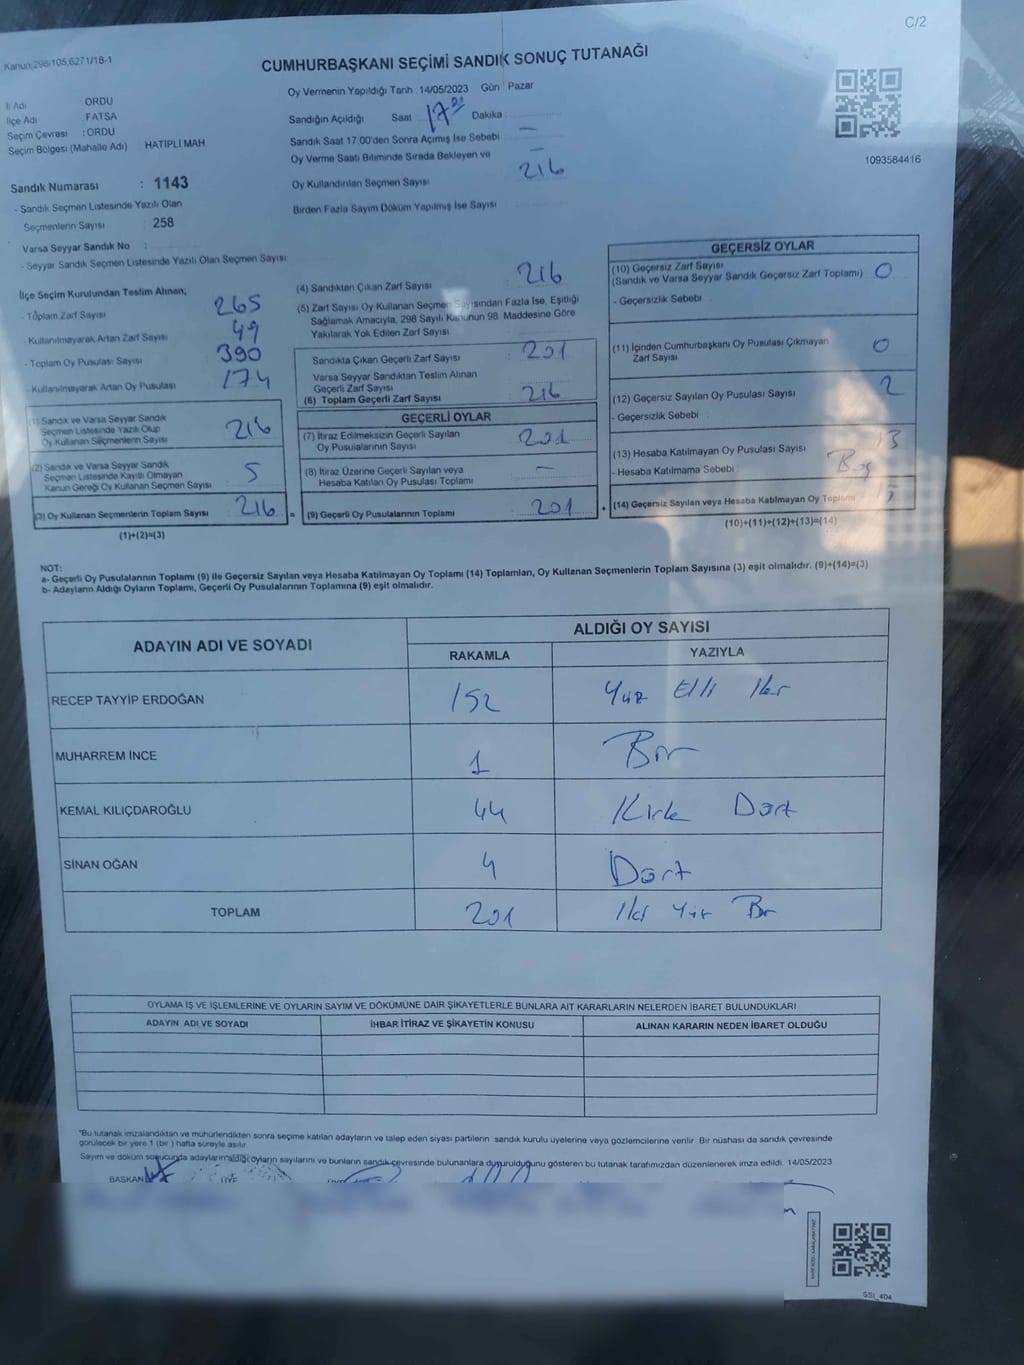 C/2
Kanun;298/105,6271/18-1
CUMHURBAŞKANI SEÇİMİ SANDIK SONUÇ TUTANAĞI
İl Adı : ORDU
İlçe Adı FATSA
Seçim Çevresi : ORDU
Seçim Bölgesi (Mahalle Adı) HATİPLİ MAH.
Sandık Numarası : 1143
- Sandık Seçmen Listesinde Yazılı Olan
Seçmenlerin Sayısı 258
Varsa Seyyar Sandık No :
- Seyyar Sandık Seçmen Listesinde Yazılı Olan Seçmen Sayısı
Oy Vermenin Yapıldığı Tarih : 14/05/2023 Gün : Pazar
Sandığın Açıldığı Saat 17 00 Dakika :
Sandık Saat 17:00'den Sonra Açımış İse Sebebi —
Oy Verme Saati Bitiminde Sırada Bekleyen ve —
Oy Kullandırılan Seçmen Sayısı 216
Birden Fazla Sayım Döküm Yapılmış İse Sayısı
1093584416
İlçe Seçim Kurulundan Teslim Alınan;
- Toplam Zarf Sayısı 265
- Kullanılmayarak Artan Zarf Sayısı 49
- Toplam Oy Pusulası Sayısı 390
- Kullanılmayarak Artan Oy Pusulası 174
(1) Sandık ve Varsa Seyyar Sandık
Seçmen Listesinde Yazılı Olup
Oy Kullanan Seçmenlerin Sayısı 216
(2) Sandık ve Varsa Seyyar Sandık
Seçmen Listesinde Kayıtlı Olmayan
Kanun Gereği Oy Kullanan Seçmen Sayısı 5
(3) Oy Kullanan Seçmenlerin Toplam Sayısı 216 =
(1)+(2)=(3)
(4) Sandıktan Çıkan Zarf Sayısı 216
(5) Zarf Sayısı Oy Kullanan Seçmen Sayısından Fazla İse, Eşitliği
Sağlamak Amacıyla, 298 Sayılı Kanunun 98. Maddesine Göre
Yakılarak Yok Edilen Zarf Sayısı
Sandıkta Çıkan Geçerli Zarf Sayısı : 201
Varsa Seyyar Sandıktan Teslim Alınan
Geçerli Zarf Sayısı
(6) Toplam Geçerli Zarf Sayısı : 216
GEÇERLİ OYLAR
(7) İtiraz Edilmeksizin Geçerli Sayılan
Oy Pusulalarının Sayısı : 201
(8) İtiraz Üzerine Geçerli Sayılan veya
Hesaba Katılan Oy Pusulası Toplamı : —
(9) Geçerli Oy Pusulalarının Toplamı : 201 +
GEÇERSİZ OYLAR
(10) Geçersiz Zarf Sayısı
(Sandık ve Varsa Seyyar Sandık Geçersiz Zarf Toplamı) : 0
- Geçersizlik Sebebi :
(11) İçinden Cumhurbaşkanı Oy Pusulası Çıkmayan
Zarf Sayısı : 0
(12) Geçersiz Sayılan Oy Pusulası Sayısı : 2
- Geçersizlik Sebebi :
(13) Hesaba Katılmayan Oy Pusulası Sayısı : 13
- Hesaba Katılmama Sebebi : Boş
(14) Geçersiz Sayılan veya Hesaba Katılmayan Oy Toplamı
(10)+(11)+(12)+(13)=(14)
NOT:
a- Geçerli Oy Pusulalarının Toplamı (9) ile Geçersiz Sayılan veya Hesaba Katılmayan Oy Toplamı (14) Toplamları, Oy Kullanan Seçmenlerin Toplam Sayısına (3) eşit olmalıdır. (9)+(14)=(3)
b- Adayların Aldığı Oyların Toplamı, Geçerli Oy Pusulalarının Toplamına (9) eşit olmalıdır.
ADAYIN ADI VE SOYADI ALDIĞI OY SAYISI
RAKAMLA YAZIYLA
RECEP TAYYİP ERDOĞAN 152 Yüz Elli İki
MUHARREM İNCE 1 Bir
KEMAL KILIÇDAROĞLU 44 Kırk Dört
SİNAN OĞAN 4 Dört
TOPLAM 201 İki Yüz Bir
OYLAMA İŞ VE İŞLEMLERİNE VE OYLARIN SAYIM VE DÖKÜMÜNE DAİR ŞİKAYETLERLE BUNLARA AİT KARARLARIN NELERDEN İBARET BULUNDUKLARI
ADAYIN ADI VE SOYADI İHBAR İTİRAZ VE ŞİKAYETİN KONUSU ALINAN KARARIN NEDEN İBARET OLDUĞU
*Bu tutanak imzalandıktan ve mühürlendikten sonra seçime katılan adayların ve talep eden siyasi partilerin sandık kurulu üyelerine veya gözlemcilerine verilir. Bir nüshası da sandık çevresinde
görülecek bir yere 1 (bir ) hafta süreyle asılır.
Sayım ve döküm sonucunda adayların aldığı oyların sayılarını ve bunların sandık çevresinde bulunanlara duyurulduğunu gösteren bu tutanak tarafımızdan düzenlenerek imza edildi. 14/05/2023
BAŞKAN ÜYE
SSI_404